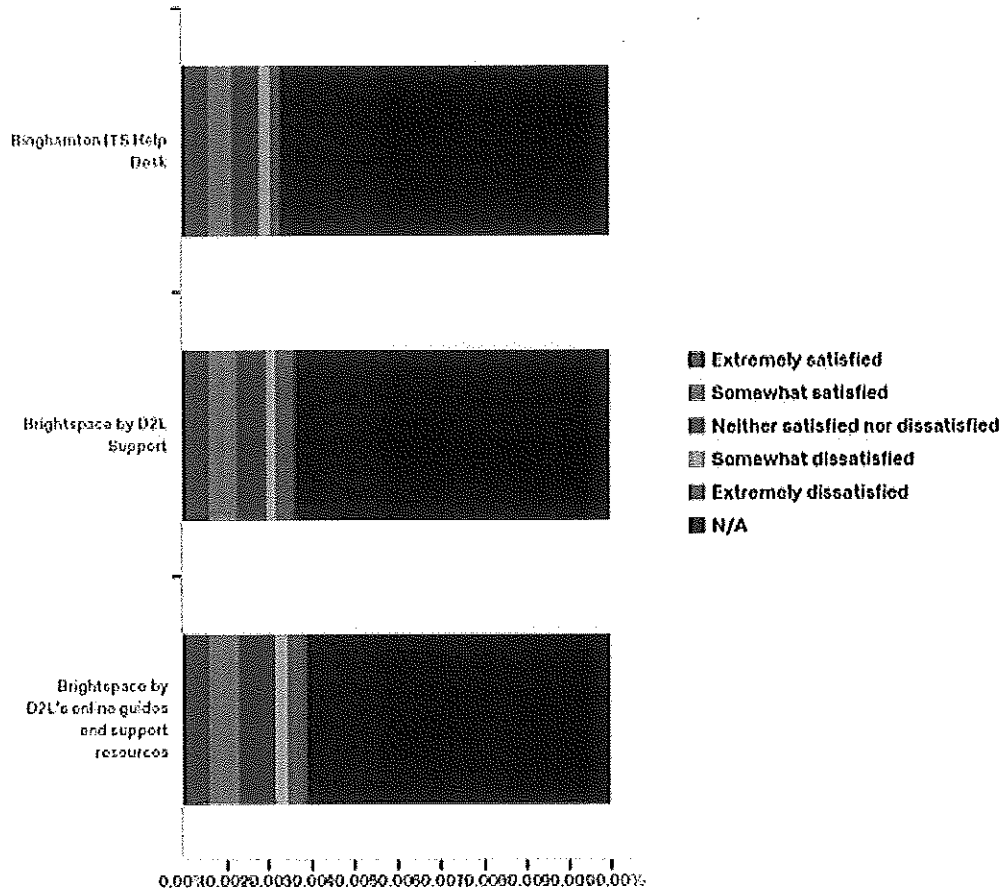 Binghamton ITS Help
Desk
Brightspace by D2L
Support
Brightspace by
D2L's online guides
and support
resources
Extremely satisfied
Somewhat satisfied
Neither satisfied nor dissatisfied
Somewhat dissatisfied
Extremely dissatisfied
N/A